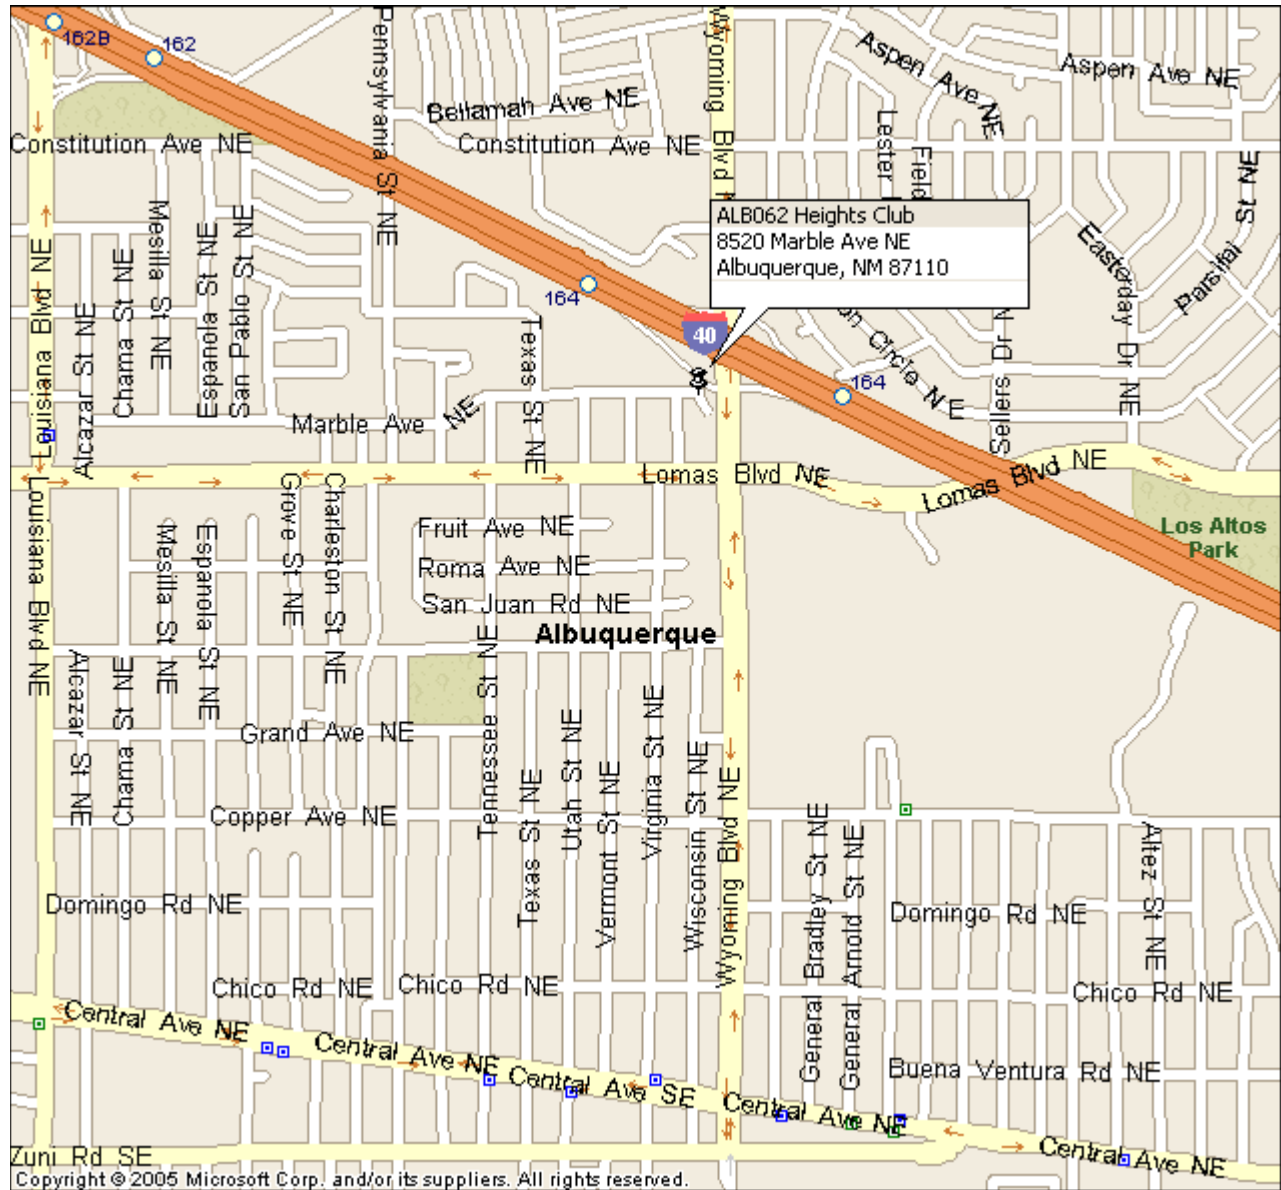 162B
162
Pennsylvania St NE
Wyoming Blvd N
Bellamah Ave NE
Aspen Ave NE
Aspen Ave NE
Constitution Ave NE
Constitution Ave NE
Lester
Field
Mesilla St NE
Espanola St NE
San Pablo St NE
Chama St NE
Alcazar St NE
Louisiana Blvd NE
ALB062 Heights Club
8520 Marble Ave NE
Albuquerque, NM 87110
Easterday Dr NE
Parsifal St NE
164
40
Texas St NE
Circle NE
Sellers Dr N
164
Marble Ave NE
Lomas Blvd NE
Lomas Blvd NE
Los Altos
Park
Louisiana Blvd NE
Mesilla St NE
Espanola St NE
Grove St NE
Charleston St NE
Fruit Ave NE
Roma Ave NE
San Juan Rd NE
Albuquerque
Alcazar St NE
Chama St NE
Grand Ave NE
Tennessee St NE
Texas St NE
Utah St NE
Vermont St NE
Virginia St NE
Wisconsin St NE
Wyoming Blvd NE
Copper Ave NE
General Bradley St NE
General Arnold St NE
Altez St NE
Domingo Rd NE
Domingo Rd NE
Chico Rd NE
Chico Rd NE
Chico Rd NE
Central Ave NE
Central Ave NE
Central Ave SE
Central Ave NE
Buena Ventura Rd NE
Central Ave NE
Zuni Rd SE
Copyright © 2005 Microsoft Corp. and/or its suppliers. All rights reserved.